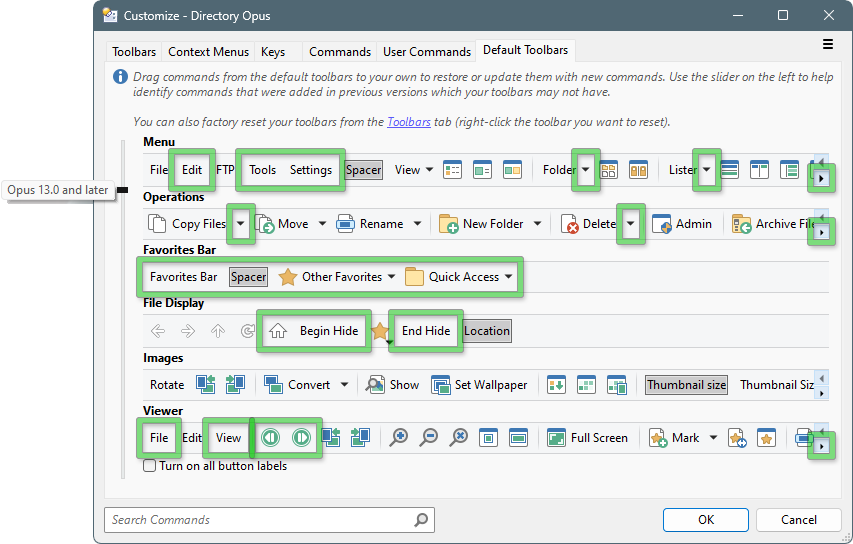 Customize - Directory Opus
Toolbars Context Menus Keys Commands User Commands Default Toolbars
Drag commands from the default toolbars to your own to restore or update them with new commands. Use the slider on the left to help
identify commands that were added in previous versions which your toolbars may not have.
You can also factory reset your toolbars from the Toolbars tab (right-click the toolbar you want to reset).
Menu
File Edit FTP Tools Settings Spacer View Folder Lister
Opus 13.0 and later
Operations
Copy Files Move Rename New Folder Delete Admin Archive File
Favorites Bar
Favorites Bar Spacer Other Favorites Quick Access
File Display
Begin Hide End Hide Location
Images
Rotate Convert Show Set Wallpaper Thumbnail size Thumbnail Siz
Viewer
File Edit View Full Screen Mark
Turn on all button labels
Search Commands OK Cancel